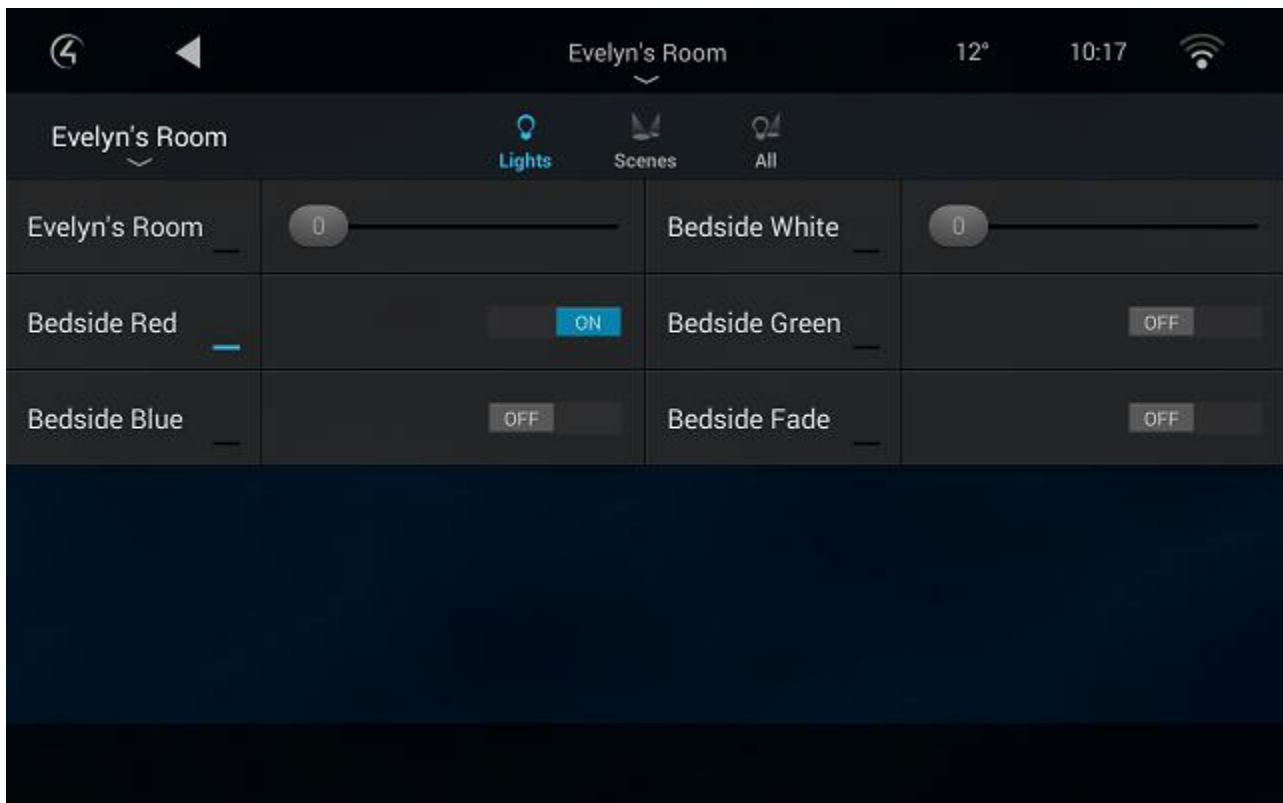 Evelyn's Room 12° 10:17
Evelyn's Room Lights Scenes All
Evelyn's Room 0 Bedside White 0
Bedside Red ON Bedside Green OFF
Bedside Blue OFF Bedside Fade OFF